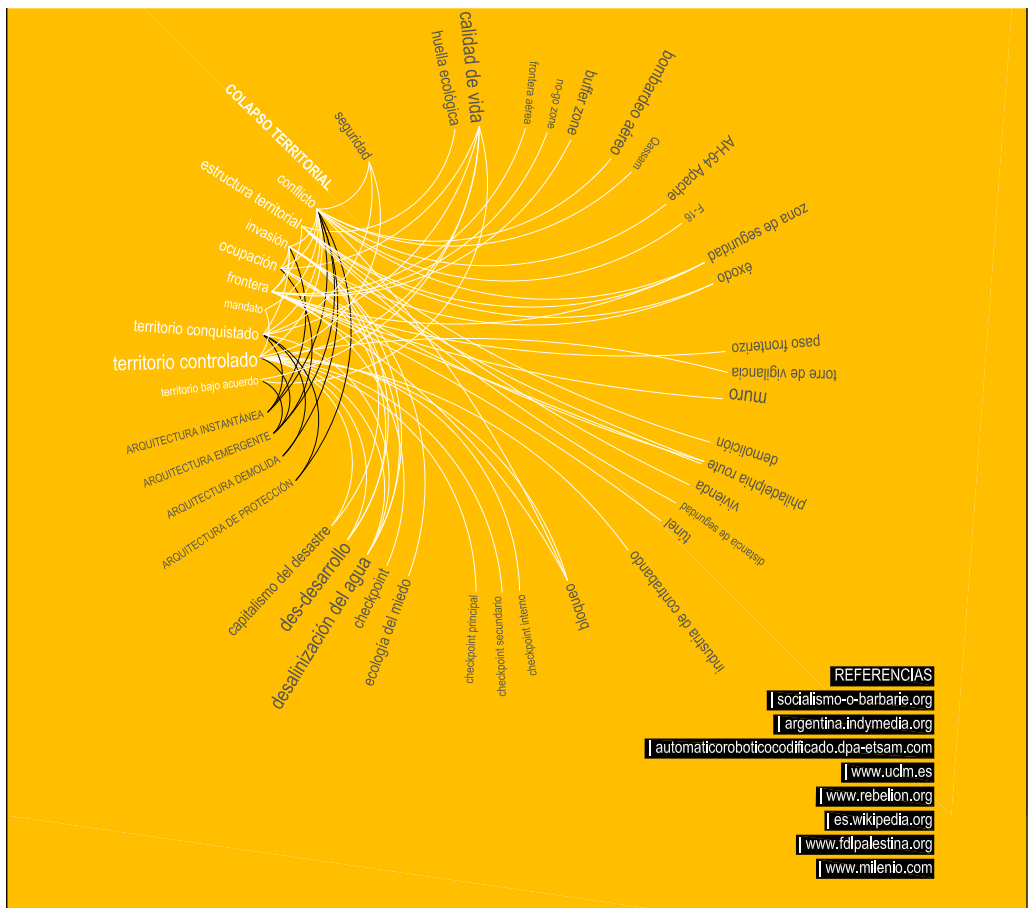 COLAPSO TERRITORIAL
seguridad
huella ecológica
calidad de vida
frontera aérea
no-go zone
buffer zone
bombardeo aéreo
Qassam
AH-64 Apache
F-16
zona de seguridad
éxodo
paso fronterizo
torre de vigilancia
muro
demolición
philadelphia route
vivienda
distancia de seguridad
túnel
industria de contrabando
bloqueo
checkpoint interno
checkpoint secundario
checkpoint principal
ecología del miedo
checkpoint
desalinización del agua
des-desarrollo
capitalismo del desastre
ARQUITECTURA DE PROTECCIÓN
ARQUITECTURA DEMOLIDA
ARQUITECTURA EMERGENTE
ARQUITECTURA INSTANTÁNEA
territorio bajo acuerdo
territorio controlado
territorio conquistado
mandato
frontera
ocupación
invasión
estructura territorial
conflicto
REFERENCIAS
| socialismo-o-barbarie.org
| argentina.indymedia.org
| automaticoroboticocodificado.dpa-etsam.com
| www.uclm.es
| www.rebelion.org
| es.wikipedia.org
| www.fdlpalestina.org
| www.milenio.com